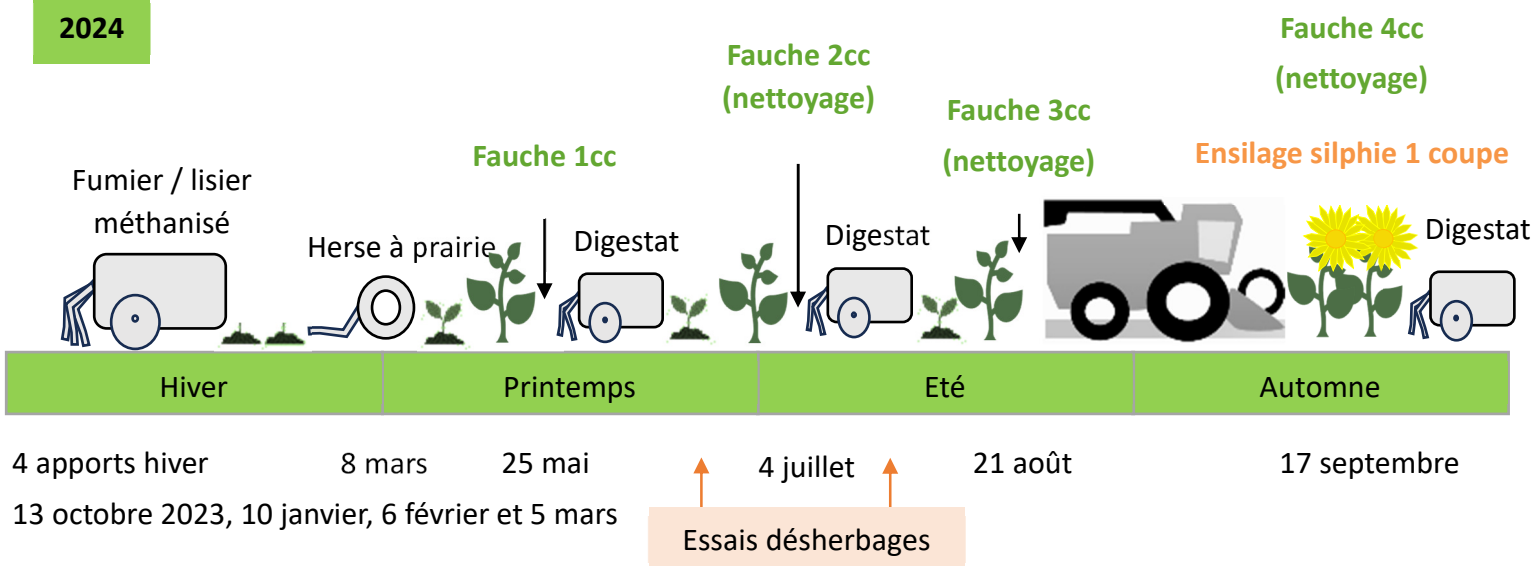 2024
Fauche 4cc
(nettoyage)
Fauche 2cc
(nettoyage)
Fauche 3cc
(nettoyage)
Fauche 1cc
Ensilage silphie 1 coupe
Fumier / lisier
méthanisé
Herse à prairie
Digestat
Digestat
Digestat
Hiver
Printemps
Eté
Automne
4 apports hiver
8 mars
25 mai
4 juillet
21 août
17 septembre
13 octobre 2023, 10 janvier, 6 février et 5 mars
Essais désherbages